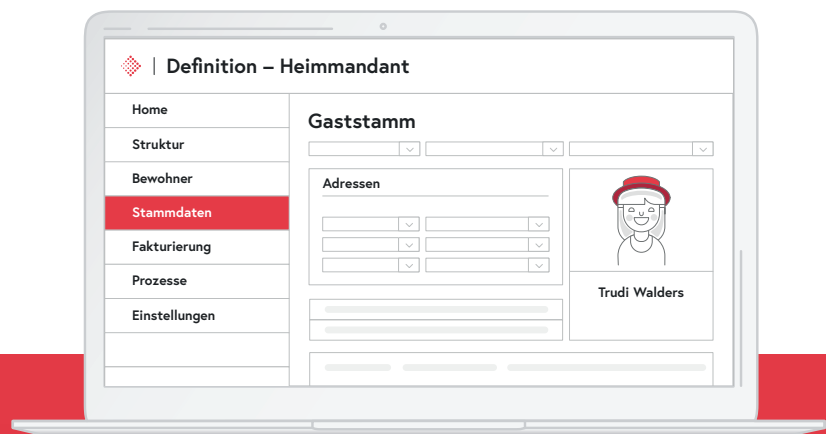 Definition – Heimmandant
Home
Struktur
Bewohner
Stammdaten
Fakturierung
Prozesse
Einstellungen
Gaststamm
Adressen
Trudi Walders